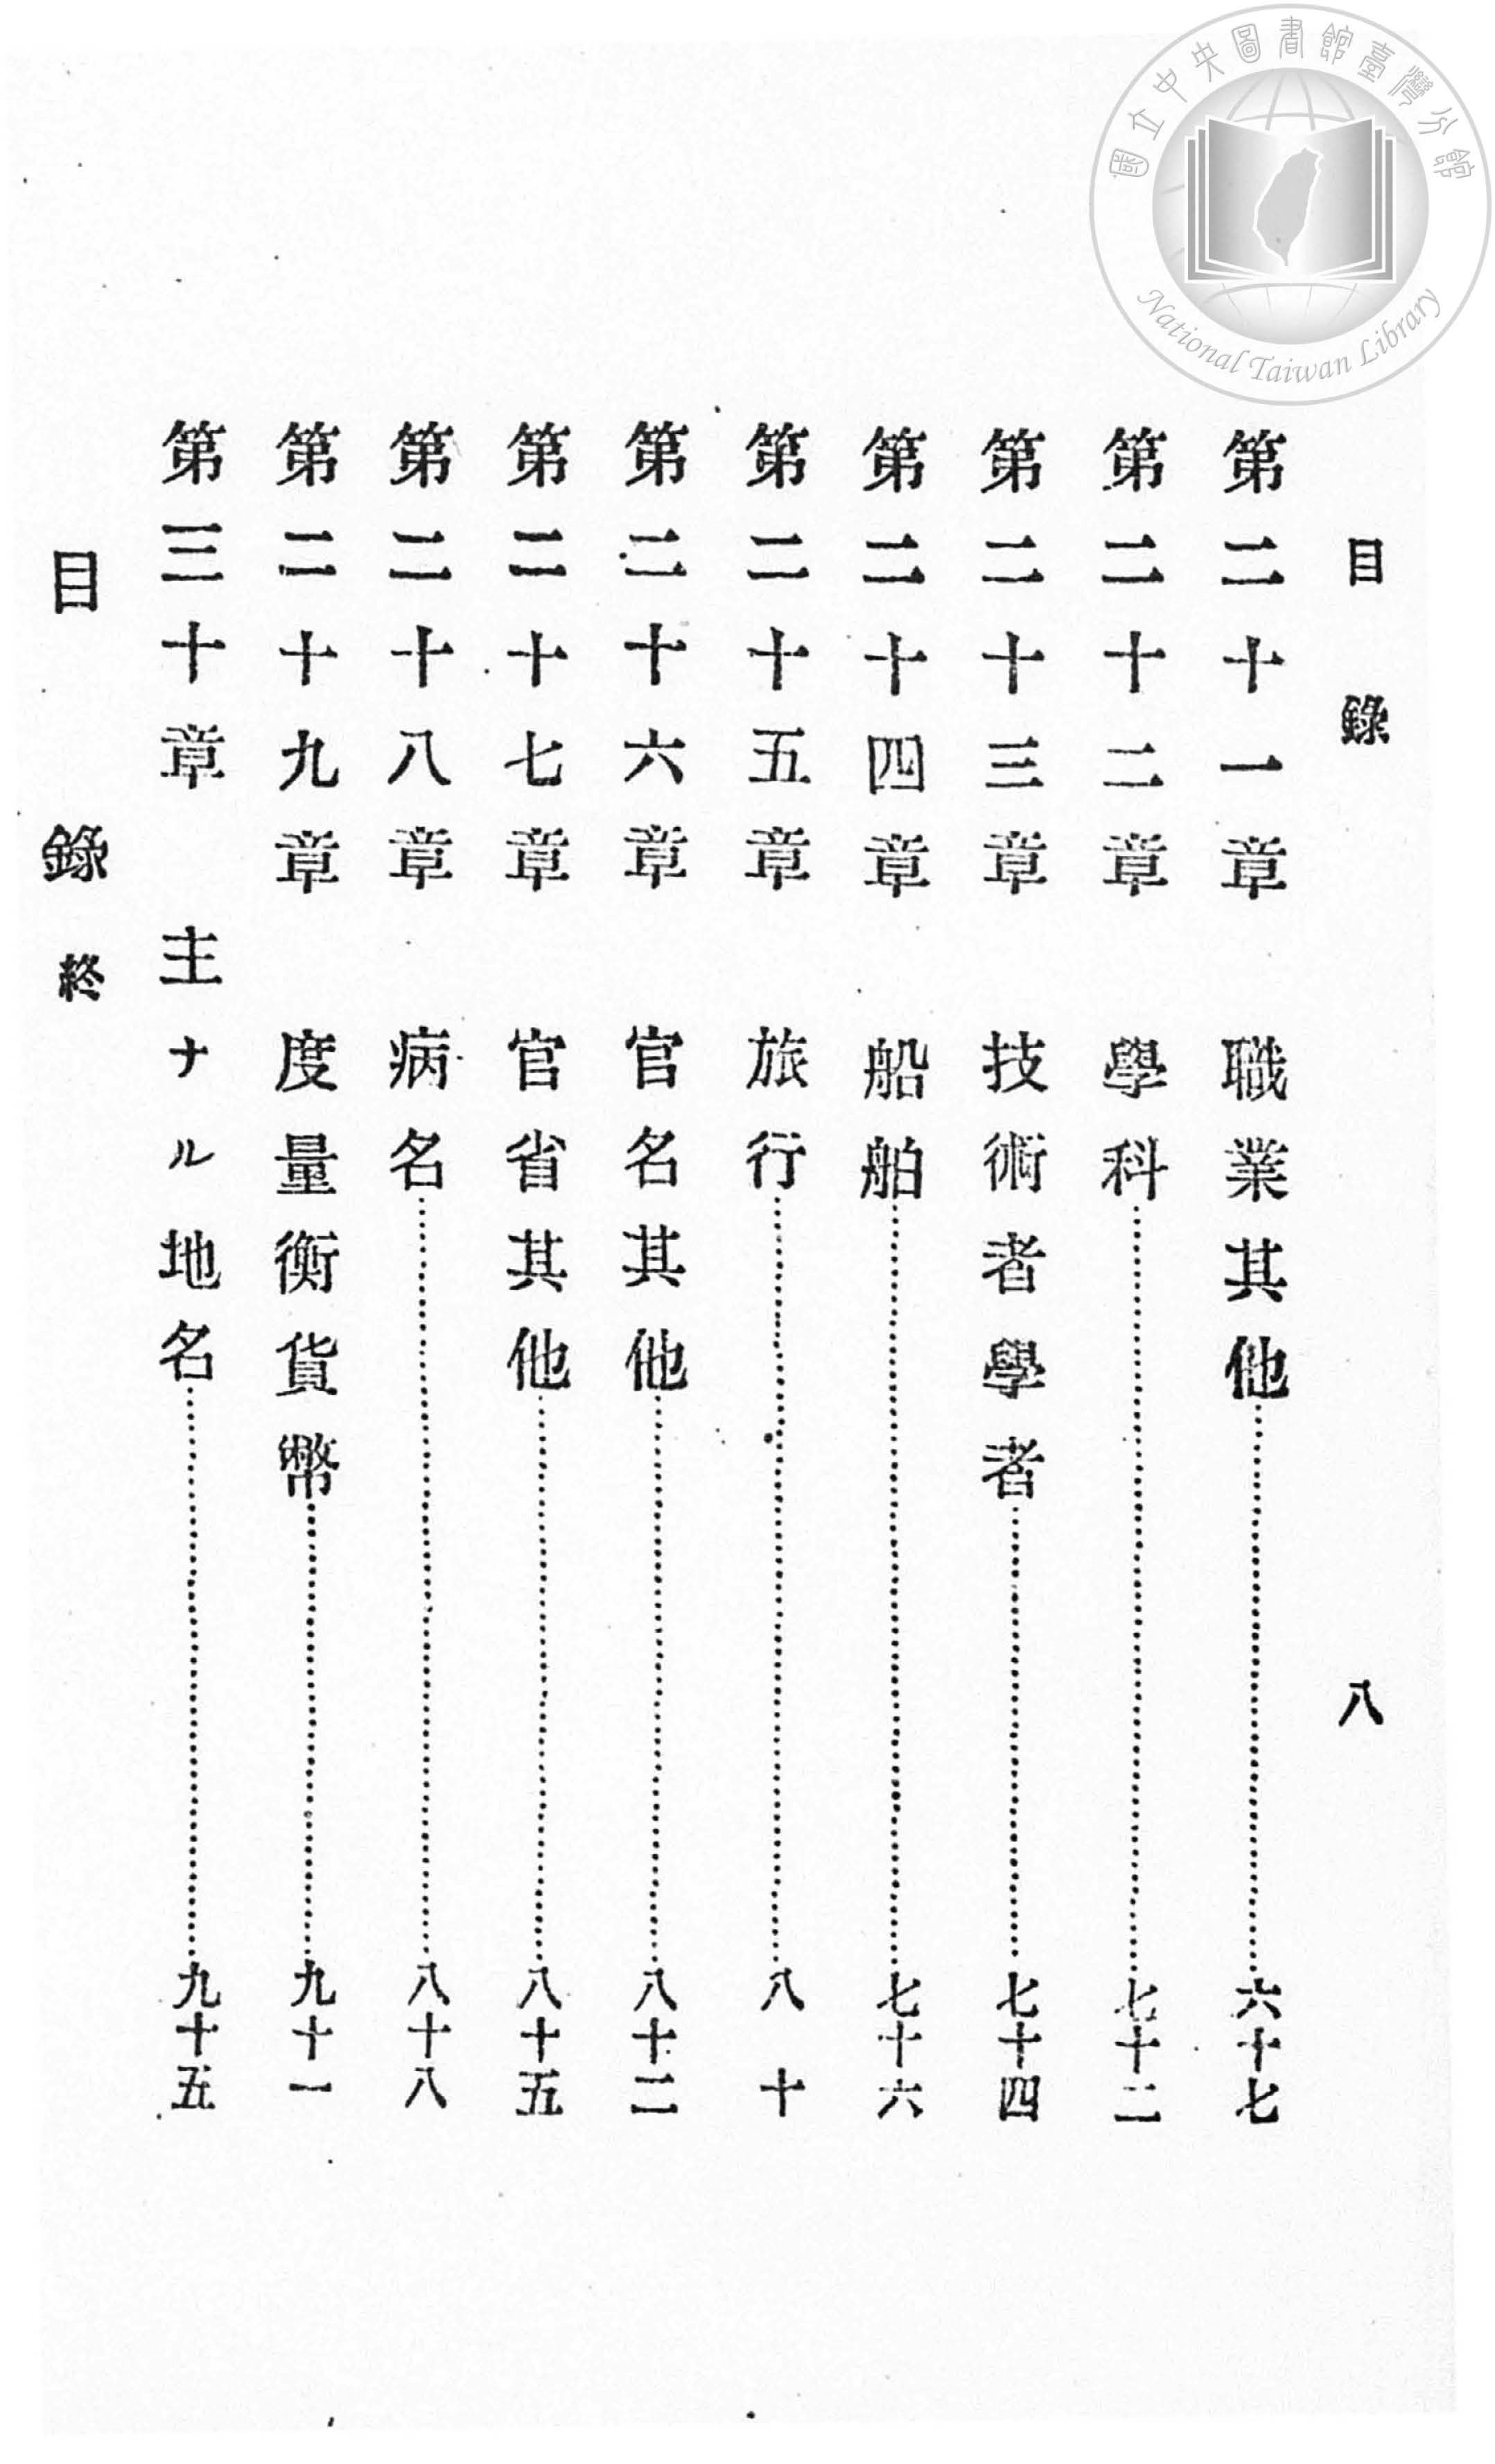 目錄
八
第二十一章 職業其他……六十七
第二十二章 學科……七十二
第二十三章 技術者學者……七十四
第二十四章 船舶……七十六
第二十五章 旅行……八十
第二十六章 官名其他……八十二
第二十七章 官省其他……八十五
第二十八章 病名……八十八
第二十九章 度量衡貨幣……九十一
第三十章 主ナル地名……九十五
目錄終
國立中央圖書館臺灣分館
National Taiwan Library